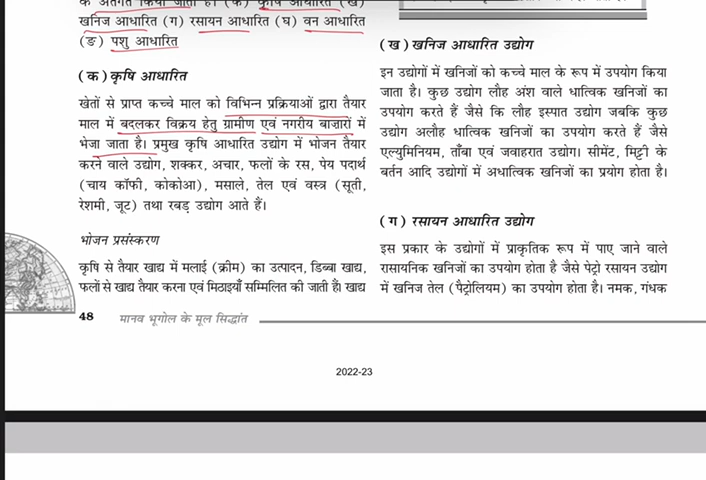 के अंतर्गत किया जाता है। (क) कृषि आधारित (ख)
खनिज आधारित (ग) रसायन आधारित (घ) वन आधारित
(ङ) पशु आधारित
(क) कृषि आधारित
खेतों से प्राप्त कच्चे माल को विभिन्न प्रक्रियाओं द्वारा तैयार
माल में बदलकर विक्रय हेतु ग्रामीण एवं नगरीय बाजारों में
भेजा जाता है। प्रमुख कृषि आधारित उद्योग में भोजन तैयार
करने वाले उद्योग, शक्कर, अचार, फलों के रस, पेय पदार्थ
(चाय कॉफी, कोकोआ), मसाले, तेल एवं वस्त्र (सूती,
रेशमी, जूट) तथा रबड़ उद्योग आते हैं।
भोजन प्रसंस्करण
कृषि से तैयार खाद्य में मलाई (क्रीम) का उत्पादन, डिब्बा खाद्य,
फलों से खाद्य तैयार करना एवं मिठाइयाँ सम्मिलित की जाती हैं। खाद्य
(ख) खनिज आधारित उद्योग
इन उद्योगों में खनिजों को कच्चे माल के रूप में उपयोग किया
जाता है। कुछ उद्योग लौह अंश वाले धात्विक खनिजों का
उपयोग करते हैं जैसे कि लौह इस्पात उद्योग जबकि कुछ
उद्योग अलौह धात्विक खनिजों का उपयोग करते हैं जैसे
एल्युमिनियम, ताँबा एवं जवाहरात उद्योग। सीमेंट, मिट्टी के
बर्तन आदि उद्योगों में अधात्विक खनिजों का प्रयोग होता है।
(ग) रसायन आधारित उद्योग
इस प्रकार के उद्योगों में प्राकृतिक रूप में पाए जाने वाले
रासायनिक खनिजों का उपयोग होता है जैसे पेट्रो रसायन उद्योग
में खनिज तेल (पैट्रोलियम) का उपयोग होता है। नमक, गंधक
48 मानव भूगोल के मूल सिद्धांत
2022-23